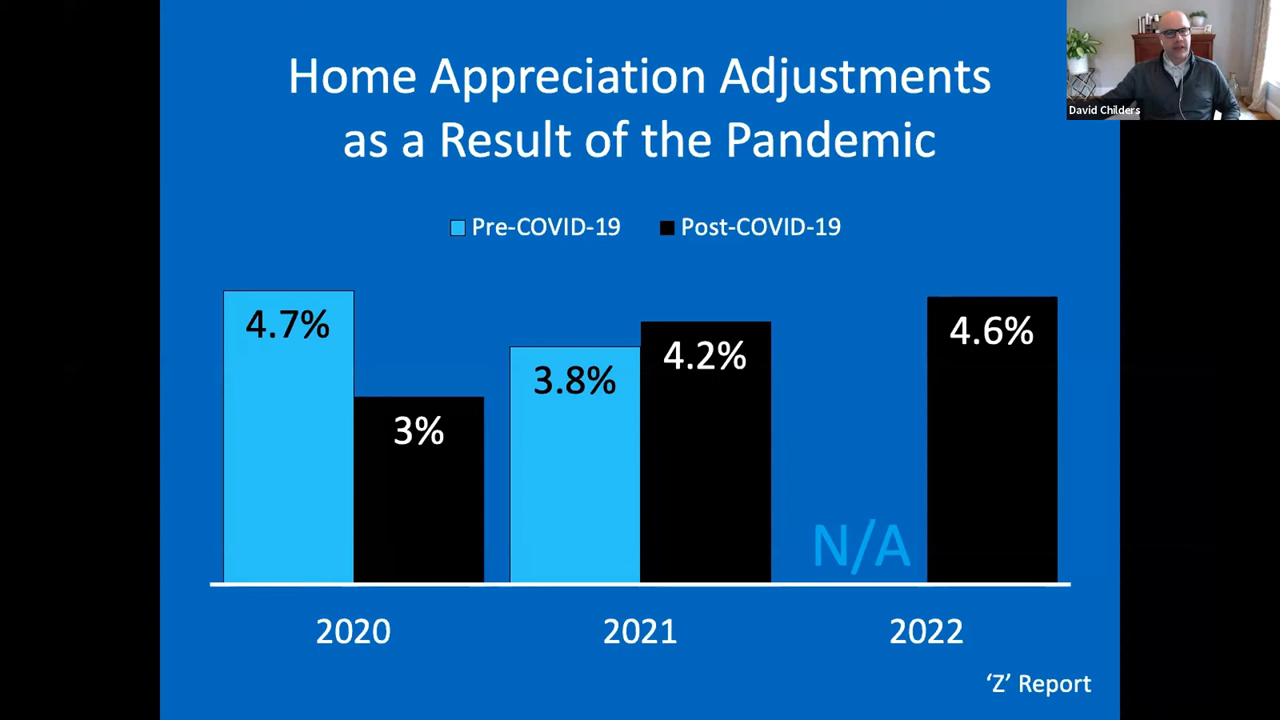 Home Appreciation Adjustments
as a Result of the Pandemic
David Childers
Pre-COVID-19 Post-COVID-19
4.7%
3%
3.8%
4.2%
N/A
4.6%
2020 2021 2022
‘Z’ Report